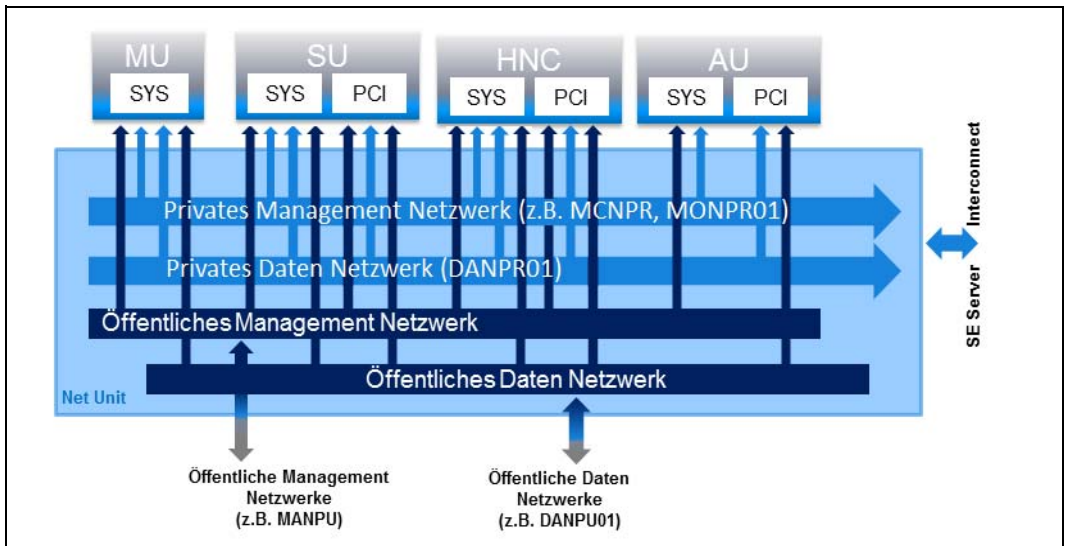 MU
SU
HNC
AU
SYS
SYS
PCI
SYS
PCI
SYS
PCI
Privates Management Netzwerk (z.B. MCNPR, MONPR01)
Privates Daten Netzwerk (DANPR01)
Öffentliches Management Netzwerk
Öffentliches Daten Netzwerk
Net Unit
SE Server
Interconnect
Öffentliche Management
Netzwerke
(z.B. MANPU)
Öffentliche Daten
Netzwerke
(z.B. DANPU01)